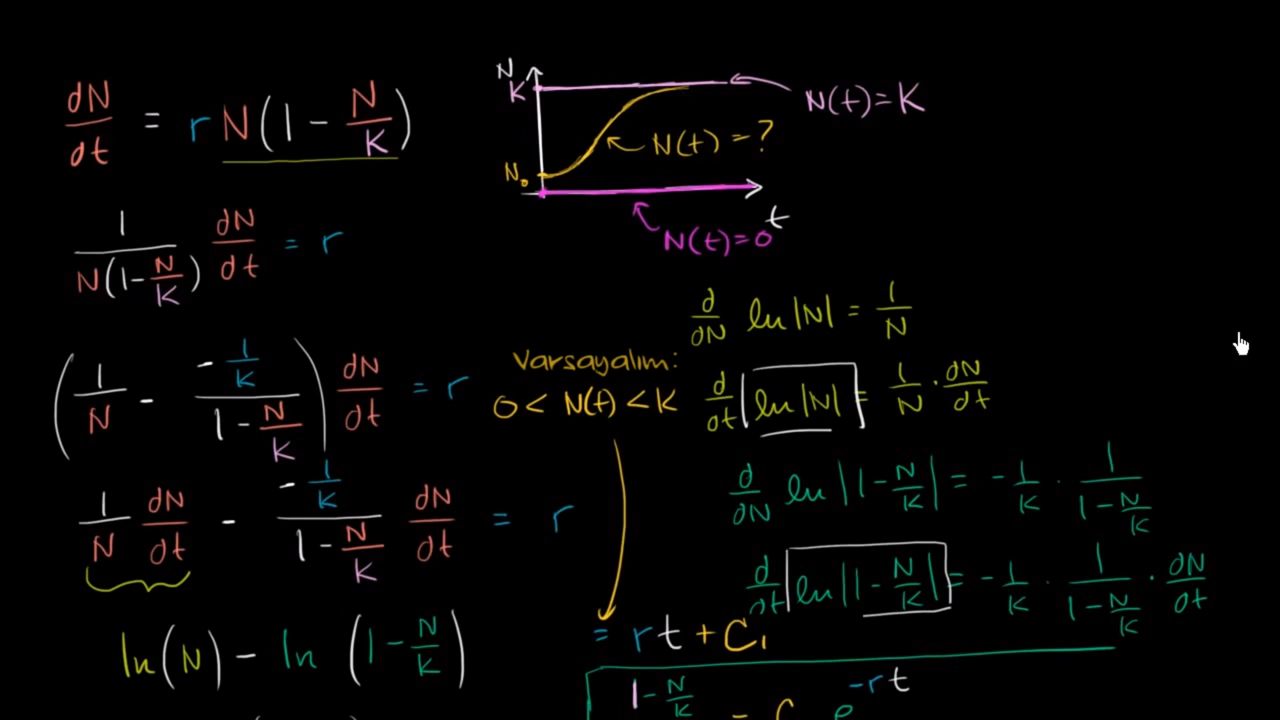 dN/dt = rN(1 - N/K)
N
K
N(t) = K
N(t) = ?
N₀
t
N(t) = 0
1/(N(1 - N/K)) dN/dt = r
d/dN ln|N| = 1/N
(1/N - (-1/K)/(1 - N/K)) dN/dt = r
Varsayalım:
0 < N(t) < K
d/dt [ln|N|] = 1/N · dN/dt
d/dN ln|1 - N/K| = -1/K · 1/(1 - N/K)
1/N dN/dt - (-1/K)/(1 - N/K) dN/dt = r
d/dt [ln|1 - N/K|] = -1/K · 1/(1 - N/K) · dN/dt
ln(N) - ln(1 - N/K) = rt + C₁
1 - N/K
= C e^-rt